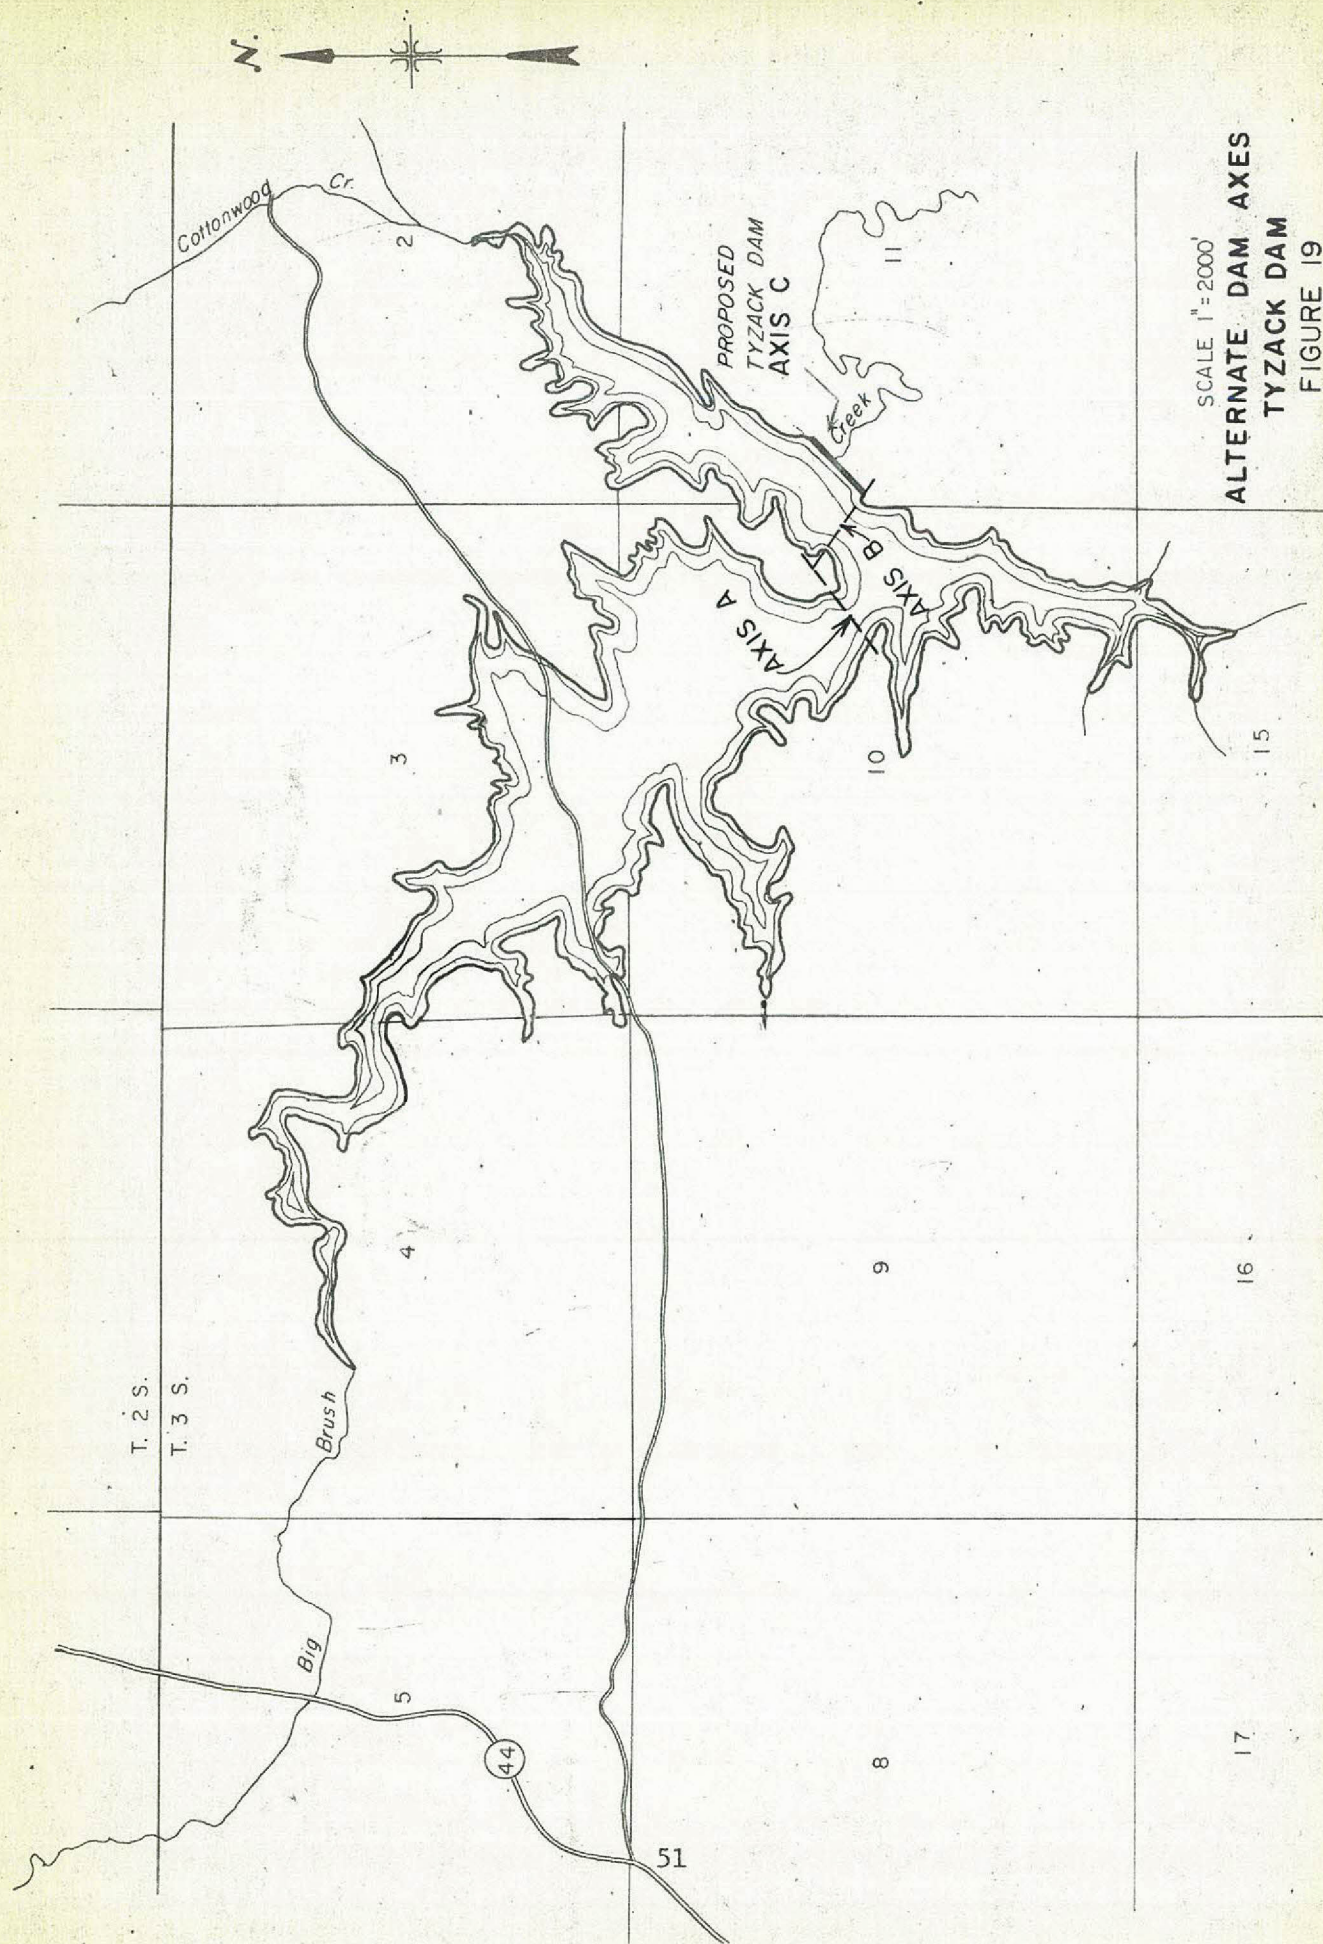 N.
T. 2 S.
T. 3 S.
Cottonwood
Cr.
Big
Brush
Creek
5
4
3
2
44
8
9
10
11
17
16
15
PROPOSED
TYZACK DAM
AXIS C
AXIS A
AXIS B
AXIS
SCALE 1" = 2000'
ALTERNATE DAM AXES
TYZACK DAM
FIGURE 19
51